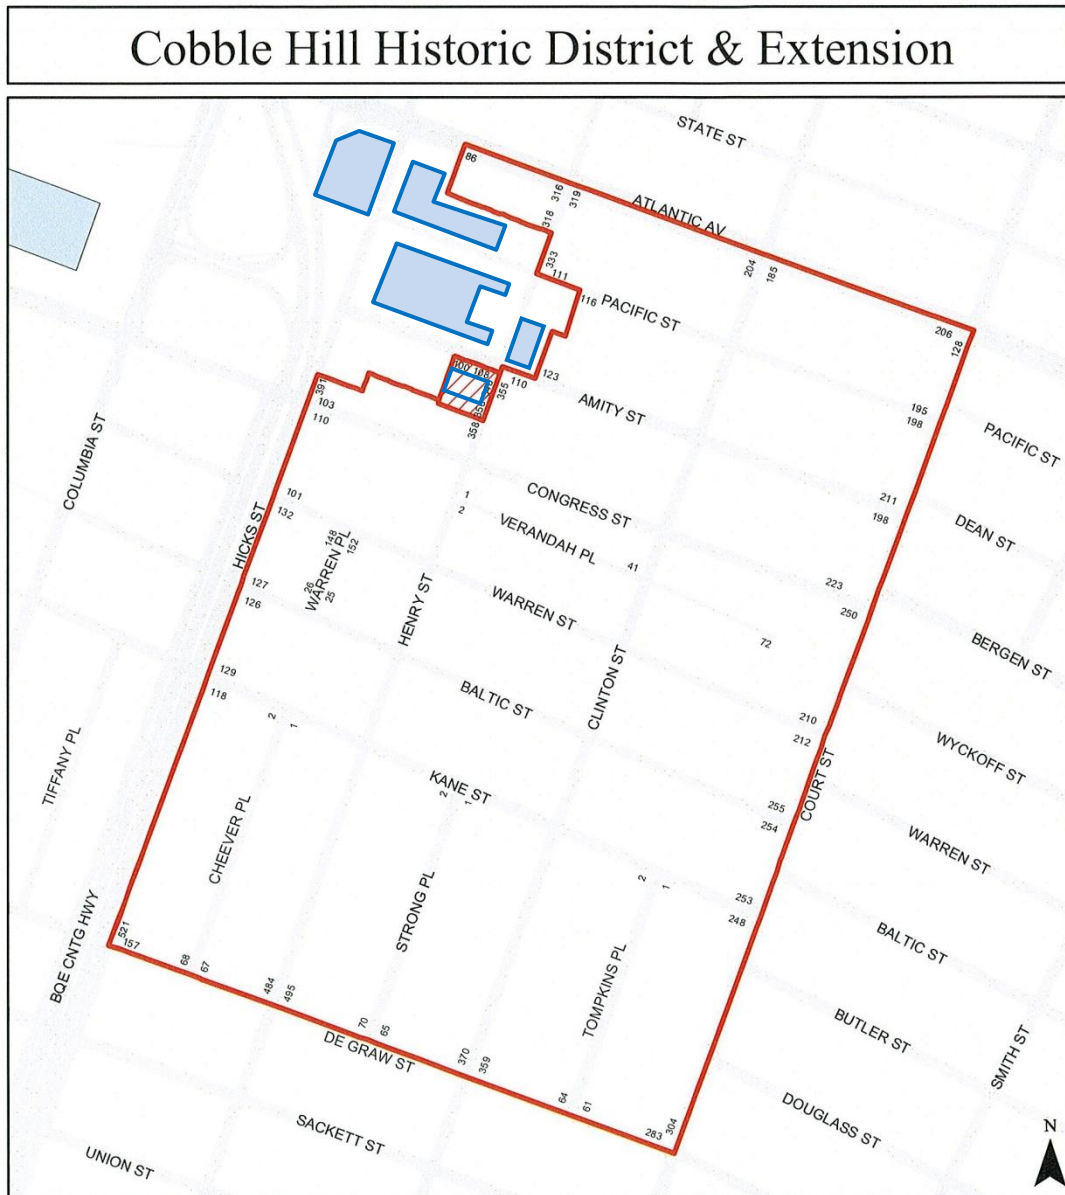 Cobble Hill Historic District & Extension
STATE ST
86
316
319
ATLANTIC AV
318
333
111
204
185
116
PACIFIC ST
206
128
100
108
355
110
123
AMITY ST
391
103
110
356
358
195
198
PACIFIC ST
COLUMBIA ST
101
132
1
2
CONGRESS ST
VERANDAH PL
41
211
198
DEAN ST
HICKS ST
148
152
WARREN PL
26
25
127
126
HENRY ST
WARREN ST
223
250
72
BERGEN ST
129
118
BALTIC ST
CLINTON ST
210
212
WYCKOFF ST
2
1
TIFFANY PL
KANE ST
2
1
255
254
COURT ST
WARREN ST
CHEEVER PL
STRONG PL
2
1
253
248
BALTIC ST
BQE CNTG HWY
521
157
68
67
484
495
TOMPKINS PL
BUTLER ST
70
65
DE GRAW ST
370
359
SMITH ST
64
61
283
304
DOUGLASS ST
SACKETT ST
UNION ST
N